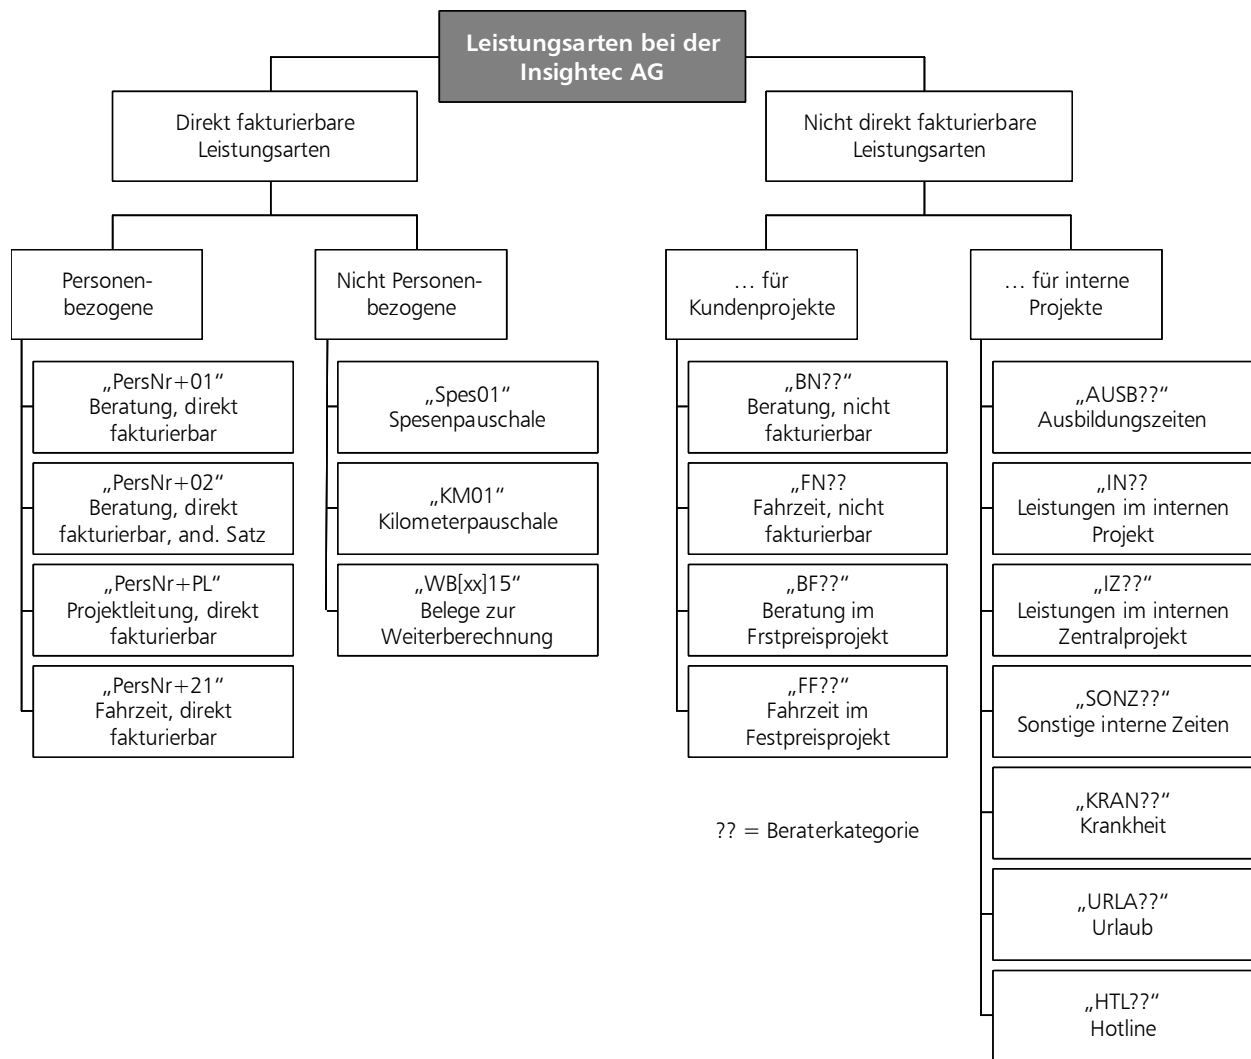 Leistungsarten bei der
Insightec AG
Direkt fakturierbare
Leistungsarten
Nicht direkt fakturierbare
Leistungsarten
Personen-
bezogene
Nicht Personen-
bezogene
... für
Kundenprojekte
... für interne
Projekte
„PersNr+01“
Beratung, direkt
fakturierbar
„PersNr+02“
Beratung, direkt
fakturierbar, and. Satz
„PersNr+PL“
Projektleitung, direkt
fakturierbar
„PersNr+21“
Fahrzeit, direkt
fakturierbar
„Spes01“
Spesenpauschale
„KM01“
Kilometerpauschale
„WB[xx]15“
Belege zur
Weiterberechnung
„BN??“
Beratung, nicht
fakturierbar
„FN??
Fahrzeit, nicht
fakturierbar
„BF??“
Beratung im
Frstpreisprojekt
„FF??“
Fahrzeit im
Festpreisprojekt
?? = Beraterkategorie
„AUSB??“
Ausbildungszeiten
„IN??
Leistungen im internen
Projekt
„IZ??“
Leistungen im internen
Zentralprojekt
„SONZ??“
Sonstige interne Zeiten
„KRAN??“
Krankheit
„URLA??“
Urlaub
„HTL??“
Hotline